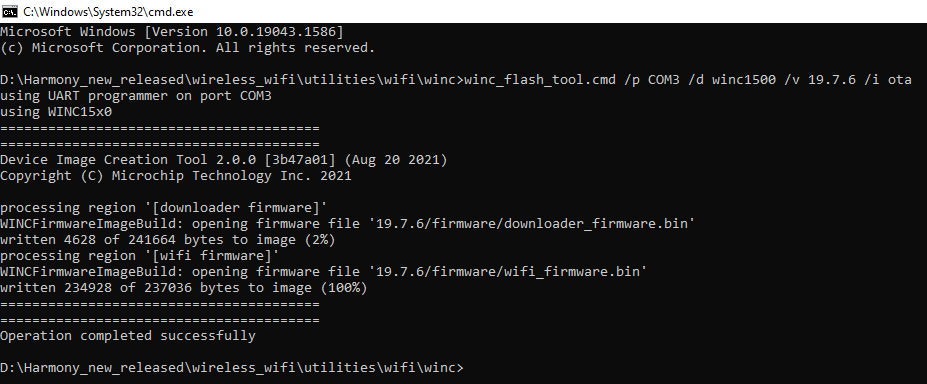 C:\Windows\System32\cmd.exe
Microsoft Windows [Version 10.0.19043.1586]
(c) Microsoft Corporation. All rights reserved.
D:\Harmony_new_released\wireless_wifi\utilities\wifi\winc>winc_flash_tool.cmd /p COM3 /d winc1500 /v 19.7.6 /i ota
using UART programmer on port COM3
using WINC15x0
========================================
========================================
Device Image Creation Tool 2.0.0 [3b47a01] (Aug 20 2021)
Copyright (C) Microchip Technology Inc. 2021
processing region '[downloader firmware]'
WINCFirmwareImageBuild: opening firmware file '19.7.6/firmware/downloader_firmware.bin'
written 4628 of 241664 bytes to image (2%)
processing region '[wifi firmware]'
WINCFirmwareImageBuild: opening firmware file '19.7.6/firmware/wifi_firmware.bin'
written 234928 of 237036 bytes to image (100%)
========================================
========================================
Operation completed successfully
D:\Harmony_new_released\wireless_wifi\utilities\wifi\winc>